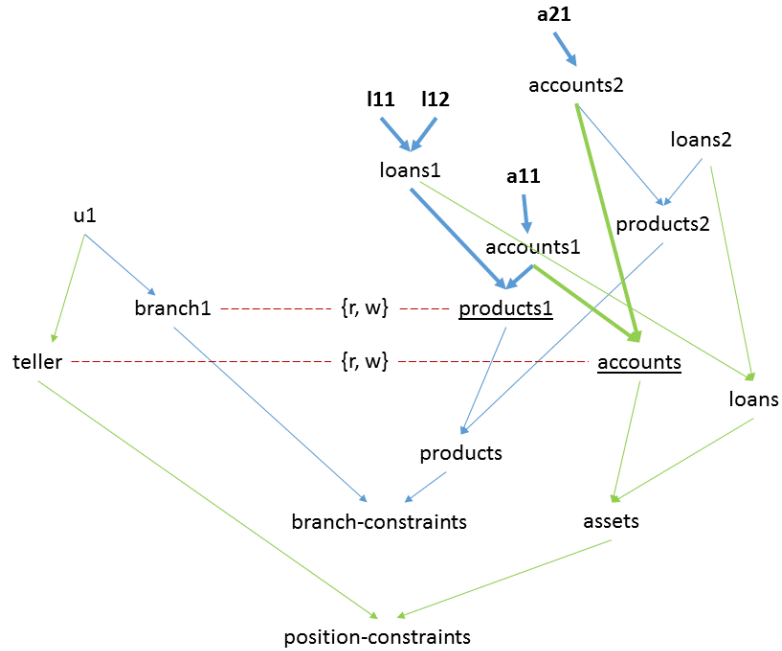 a21
accounts2
l11 l12
loans2
loans1
a11
u1
products2
accounts1
branch1 {r, w} products1
teller {r, w} accounts
loans
products
branch-constraints assets
position-constraints